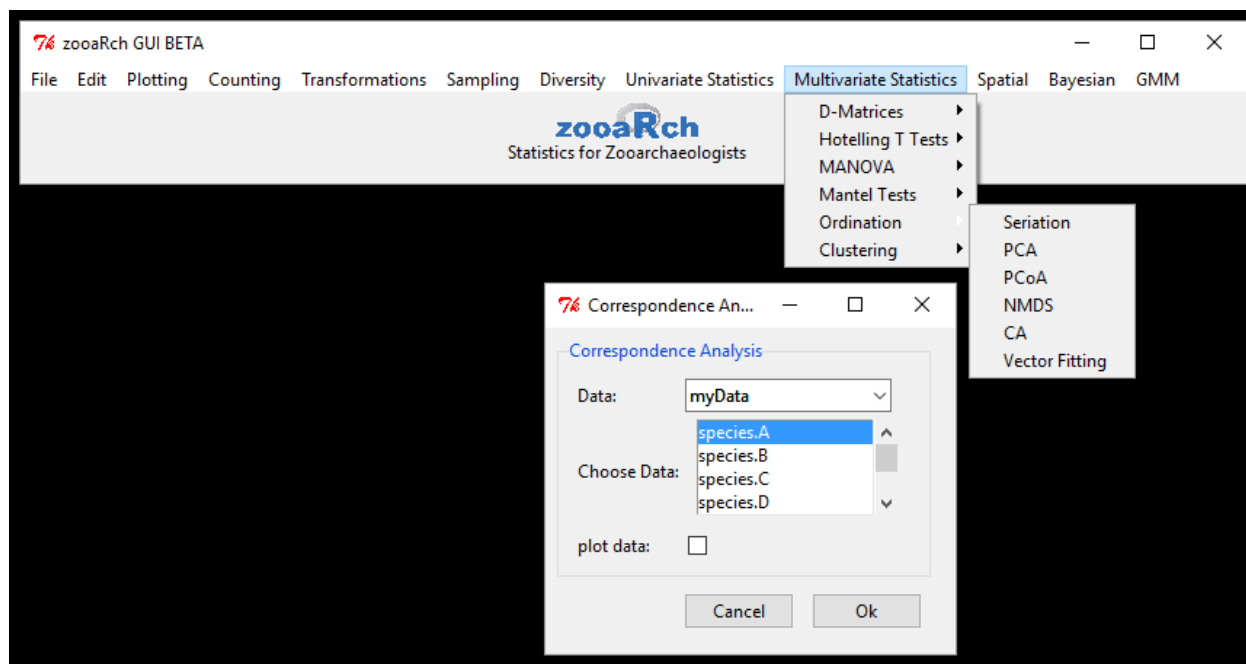 zooaRch GUI BETA
File Edit Plotting Counting Transformations Sampling Diversity Univariate Statistics Multivariate Statistics Spatial Bayesian GMM
zooaRch
Statistics for Zooarchaeologists
D-Matrices
Hotelling T Tests
MANOVA
Mantel Tests
Ordination
Clustering
Seriation
PCA
PCoA
NMDS
CA
Vector Fitting
Correspondence An...
Correspondence Analysis
Data: myData
Choose Data:
species.A
species.B
species.C
species.D
plot data:
Cancel Ok